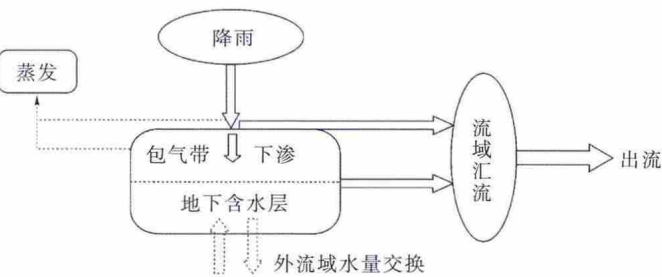 降雨
蒸发
包气带 下渗
地下含水层
流域汇流
出流
外流域水量交换